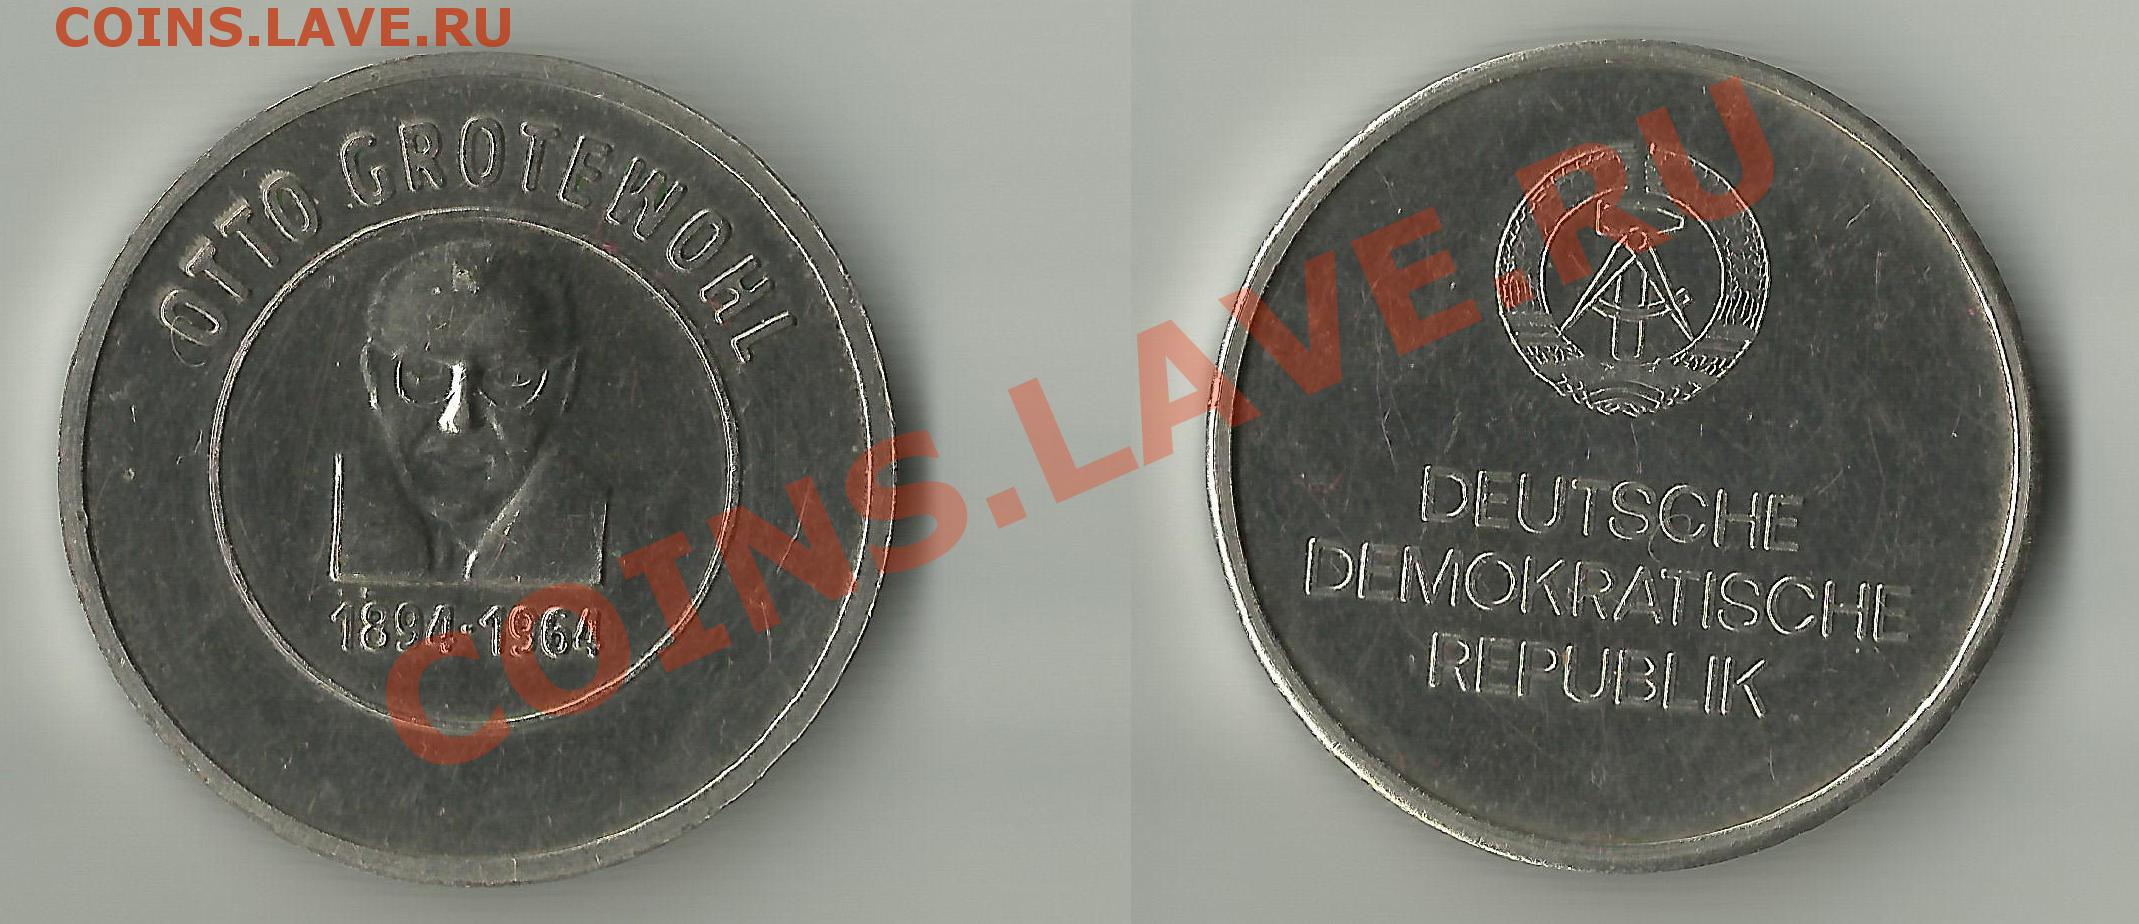 COINS.LAVE.RU
OTTO GROTEWOHL
1894·1964
DEUTSCHE
DEMOKRATISCHE
REPUBLIK
COINS.LAVE.RU